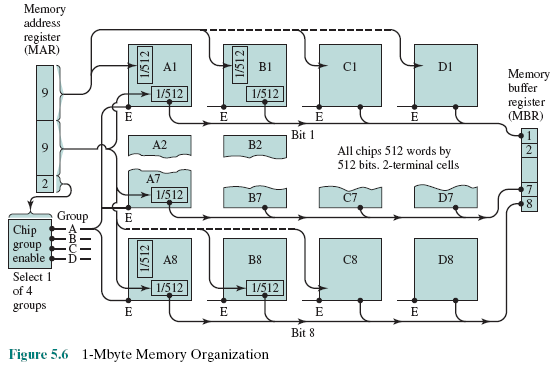 Memory
address
register
(MAR)
9
9
2
Chip
group
enable
Group
A
B
C
D
Select 1
of 4
groups
1/512
A1
1/512
E
1/512
B1
1/512
E
C1
E
D1
E
Bit 1
Memory
buffer
register
(MBR)
1
2
7
8
A2
B2
All chips 512 words by
512 bits. 2-terminal cells
A7
1/512
E
B7
C7
D7
1/512
A8
1/512
E
B8
1/512
E
C8
E
D8
E
Bit 8
Figure 5.6 1-Mbyte Memory Organization